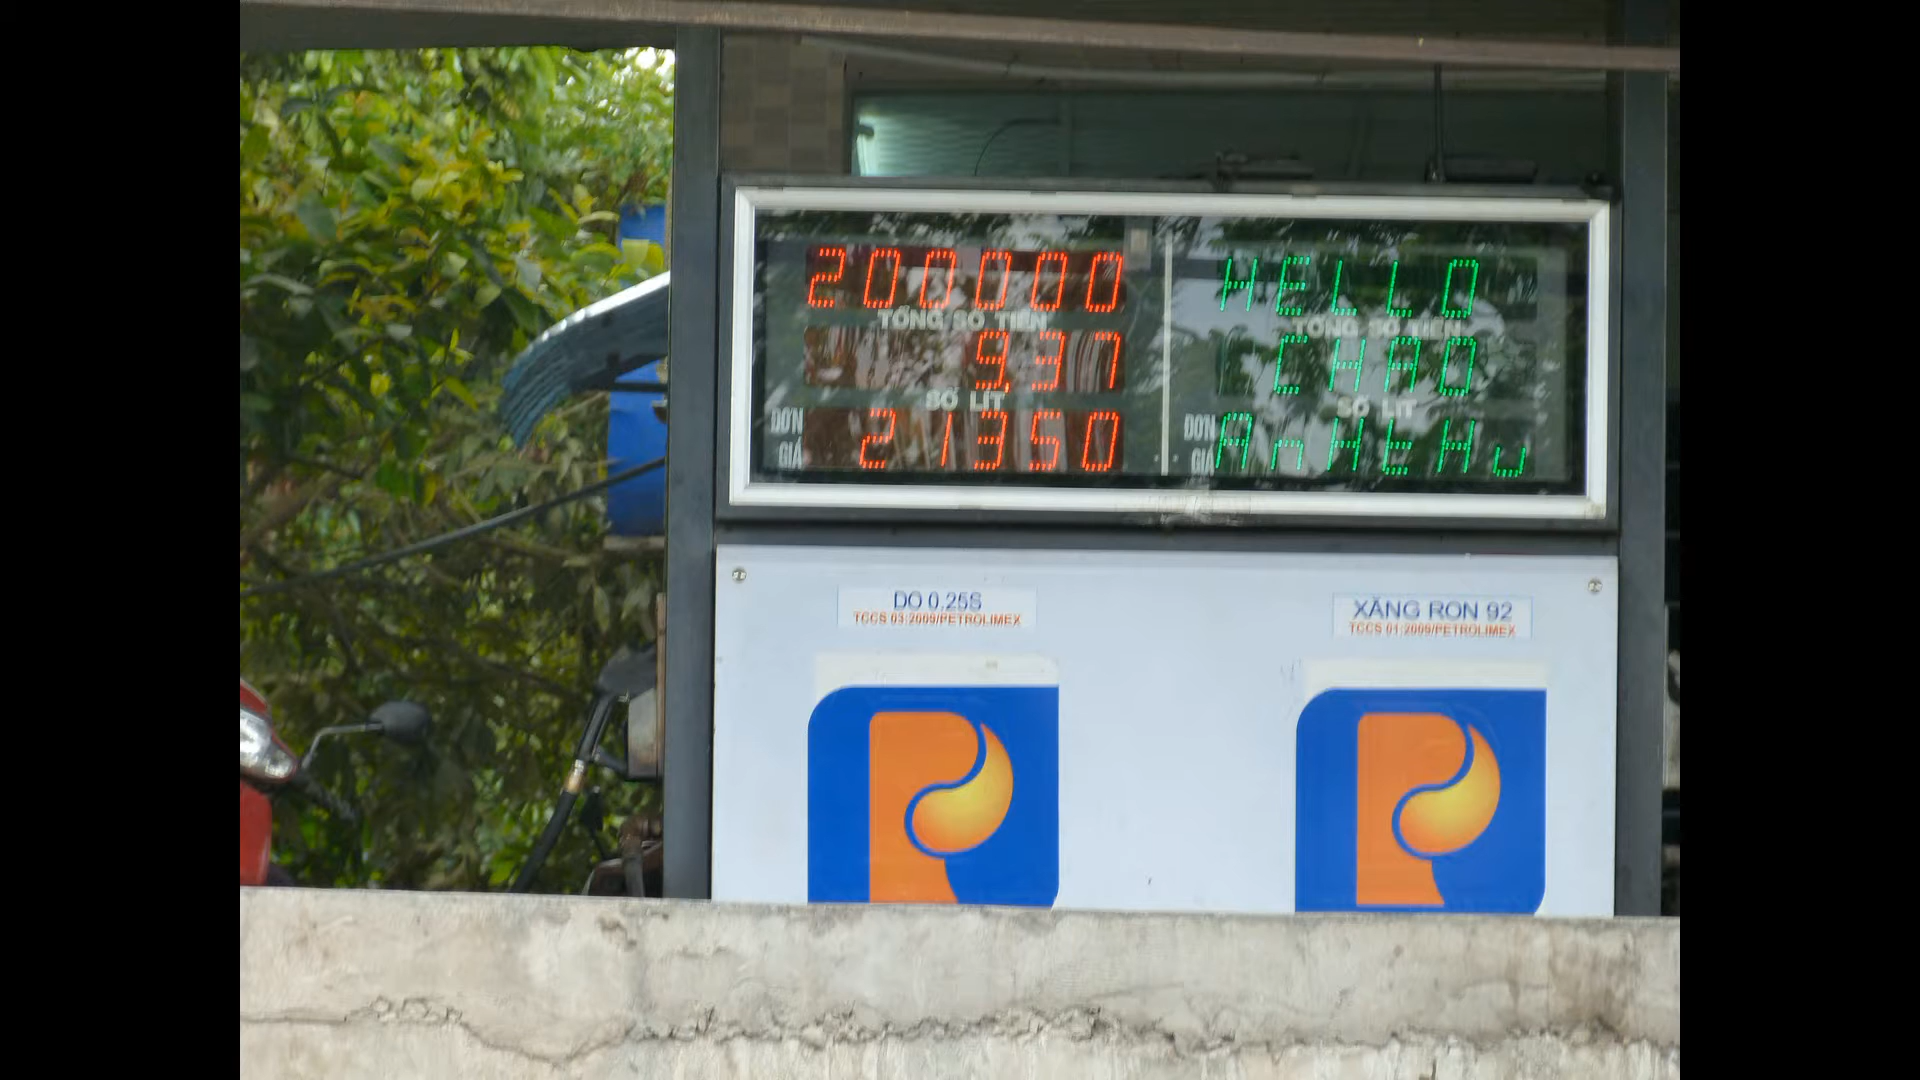 200000
TỔNG SỐ TIỀN
9.37
SỐ LÍT
ĐƠN GIÁ
21350
HELLO
TỔNG SỐ TIỀN
CHAO
SỐ LÍT
ĐƠN GIÁ
AnHtHu
DO 0,25S
TCCS 03:2009/PETROLIMEX
XĂNG RON 92
TCCS 01:2009/PETROLIMEX